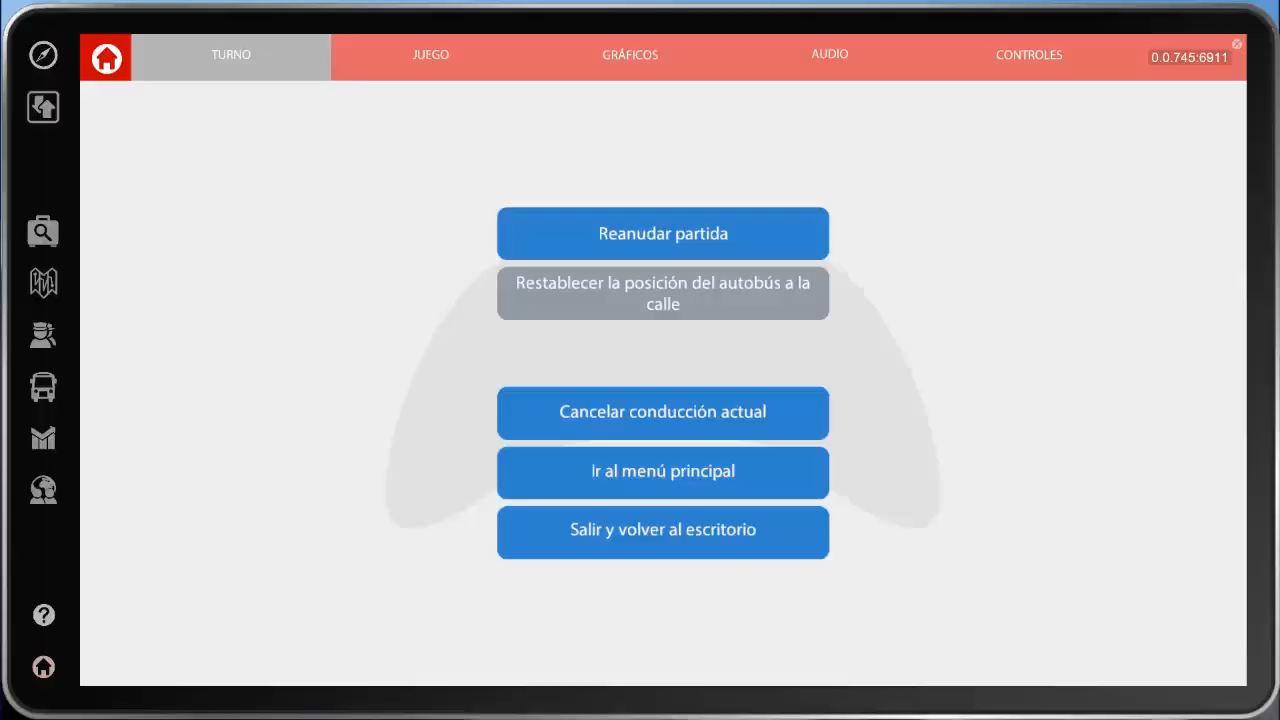 TURNO
JUEGO
GRÁFICOS
AUDIO
CONTROLES
0.0.745:6911
Reanudar partida
Restablecer la posición del autobús a la
calle
Cancelar conducción actual
Ir al menú principal
Salir y volver al escritorio